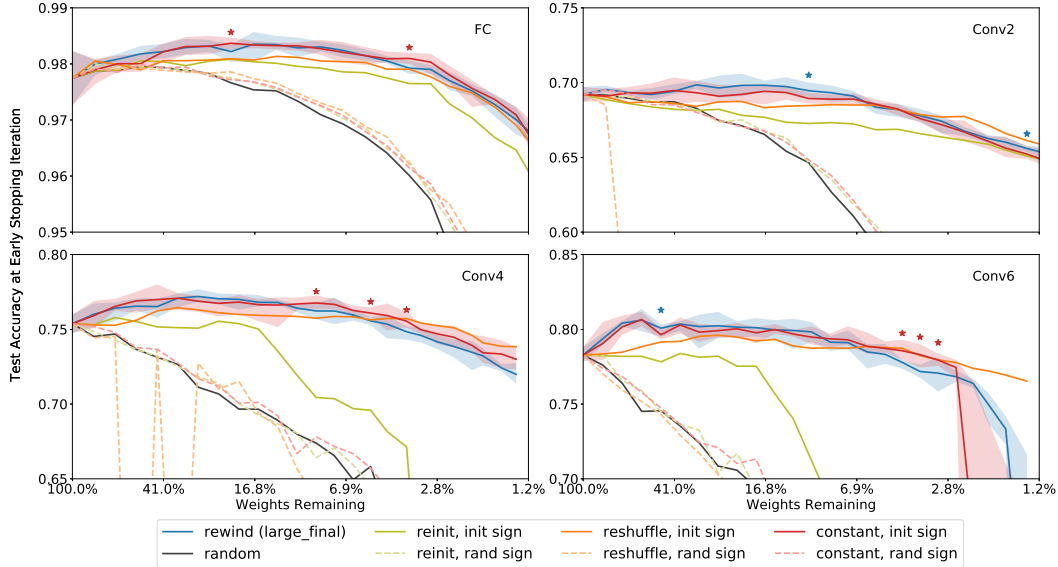 Test Accuracy at Early Stopping Iteration
0.99
0.98
0.97
0.96
0.95
FC
0.75
0.70
0.65
0.60
Conv2
0.80
0.75
0.70
0.65
Conv4
100.0% 41.0% 16.8% 6.9% 2.8% 1.2%
Weights Remaining
0.85
0.80
0.75
0.70
Conv6
100.0% 41.0% 16.8% 6.9% 2.8% 1.2%
Weights Remaining
rewind (large_final) reinit, init sign reshuffle, init sign constant, init sign
random reinit, rand sign reshuffle, rand sign constant, rand sign